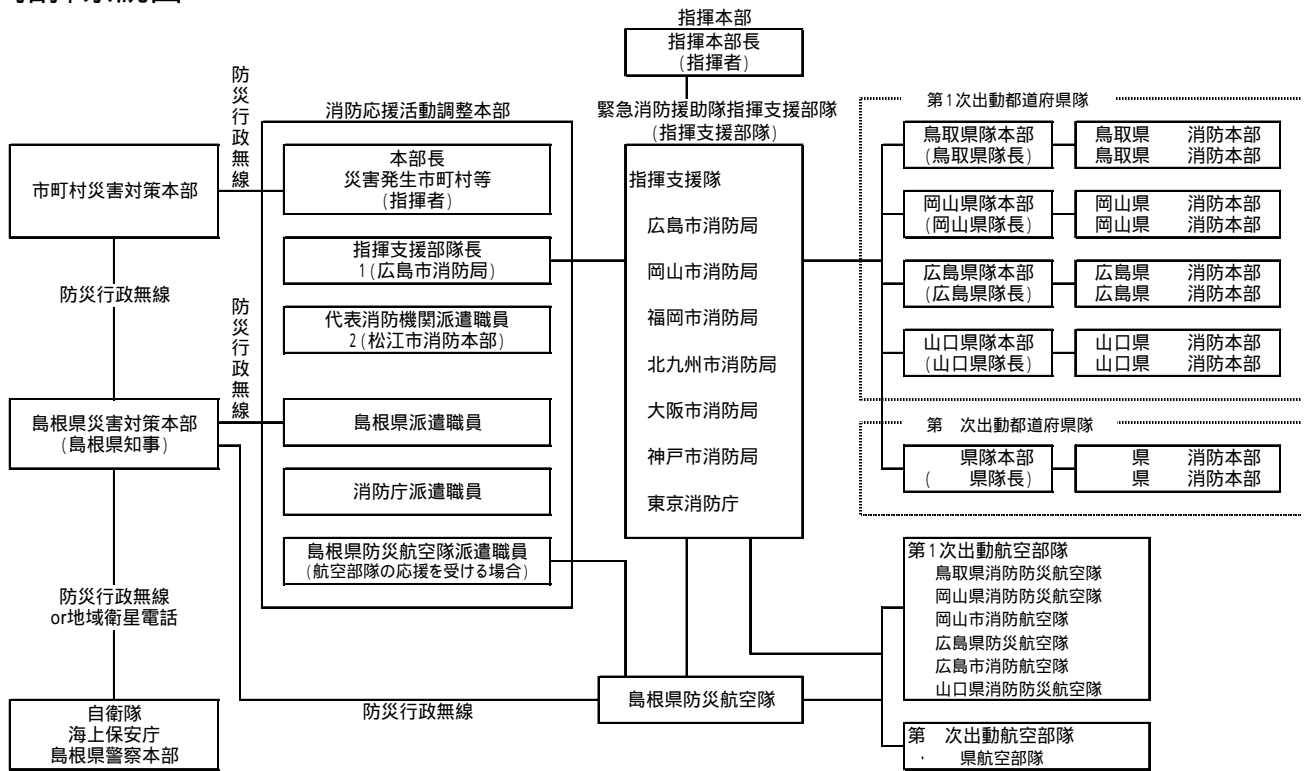 指揮本部
指揮本部長
(指揮者)
防災行政無線
消防応援活動調整本部
緊急消防援助隊指揮支援部隊
(指揮支援部隊)
第1次出動都道府県隊
市町村災害対策本部
本部長
災害発生市町村等
(指揮者)
指揮支援部隊長
1(広島市消防局)
代表消防機関派遣職員
2(松江市消防本部)
島根県派遣職員
消防庁派遣職員
島根県防災航空隊派遣職員
(航空部隊の応援を受ける場合)
防災行政無線
防災行政無線
島根県災害対策本部
(島根県知事)
防災行政無線
or地域衛星電話
自衛隊
海上保安庁
島根県警察本部
防災行政無線
指揮支援隊
広島市消防局
岡山市消防局
福岡市消防局
北九州市消防局
大阪市消防局
神戸市消防局
東京消防庁
島根県防災航空隊
鳥取県隊本部
(鳥取県隊長)
鳥取県 消防本部
鳥取県 消防本部
岡山県隊本部
(岡山県隊長)
岡山県 消防本部
岡山県 消防本部
広島県隊本部
(広島県隊長)
広島県 消防本部
広島県 消防本部
山口県隊本部
(山口県隊長)
山口県 消防本部
山口県 消防本部
第 次出動都道府県隊
県隊本部
( 県隊長)
県 消防本部
県 消防本部
第1次出動航空部隊
鳥取県消防防災航空隊
岡山県消防防災航空隊
岡山市消防航空隊
広島県防災航空隊
広島市消防航空隊
山口県消防防災航空隊
第 次出動航空部隊
・ 県航空部隊